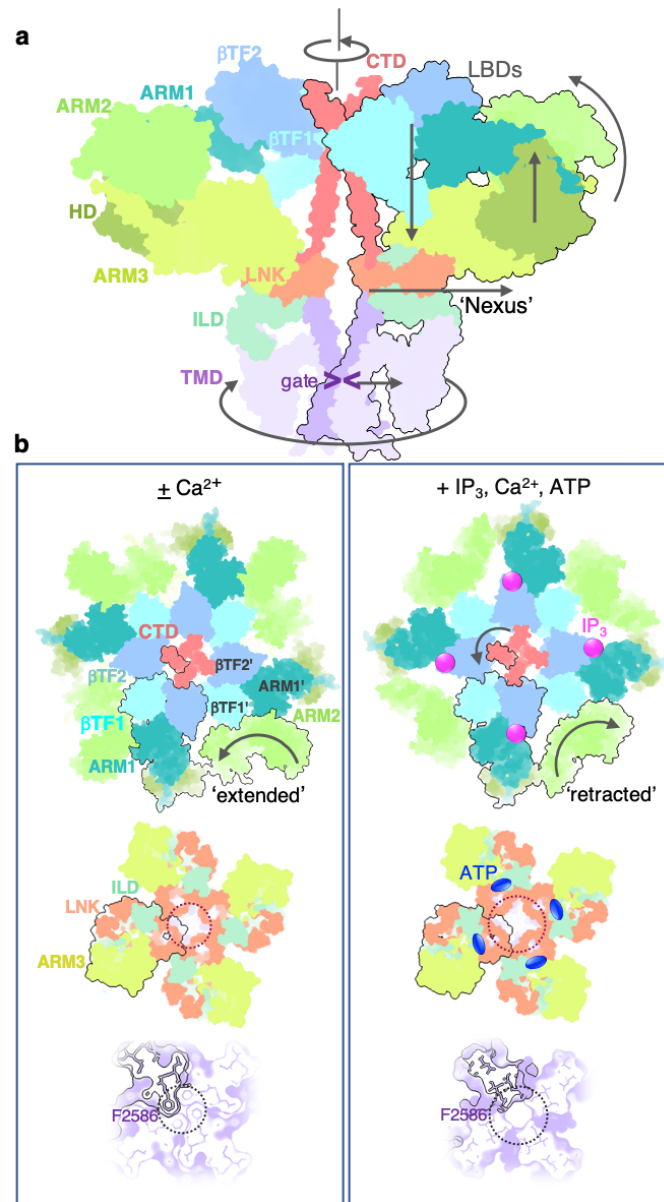 a
βTF2
CTD
LBDs
ARM1
ARM2
βTF1
HD
ARM3
LNK
'Nexus'
ILD
TMD
gate
> <
b
± Ca²⁺
+ IP₃, Ca²⁺, ATP
CTD
IP₃
βTF2
βTF2'
ARM1'
βTF1
βTF1'
ARM2
ARM1
'extended'
'retracted'
ILD
ATP
LNK
ARM3
F2586
F2586